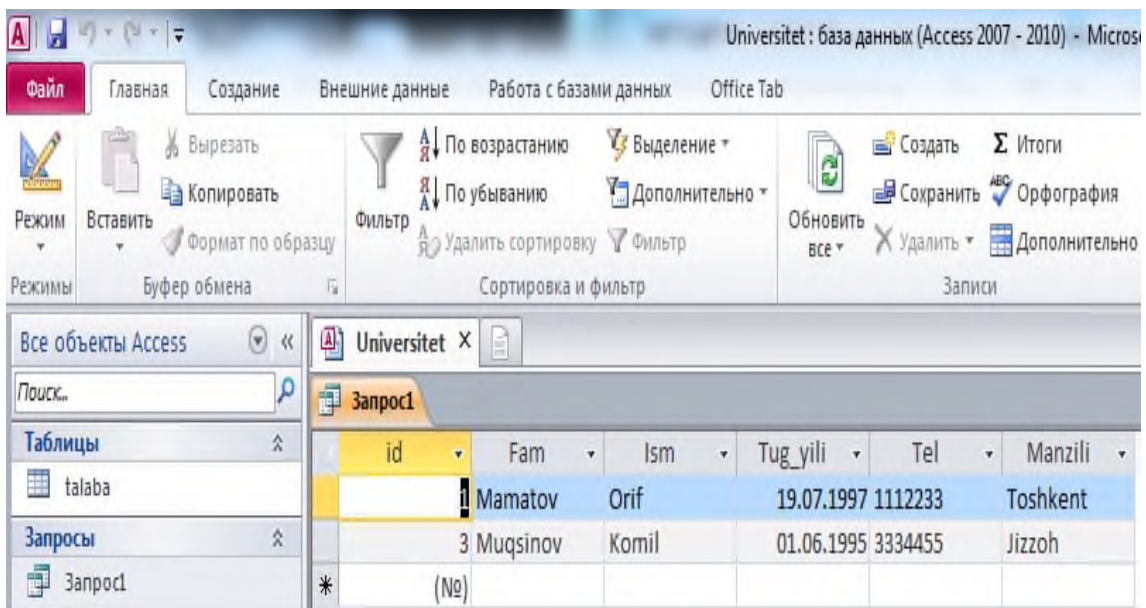 Universitet : база данных (Access 2007 - 2010) - Micros
Файл Главная Создание Внешние данные Работа с базами данных Office Tab
Режим
Вставить
Вырезать
Копировать
Формат по образцу
Фильтр
По возрастанию
По убыванию
Удалить сортировку
Выделение
Дополнительно
Фильтр
Обновить
все
Создать
Сохранить
Удалить
Итоги
Орфография
Дополнительно
Режимы Буфер обмена Сортировка и фильтр Записи
Все объекты Access
Поиск...
Таблицы
talaba
Запросы
Запрос1
Universitet
Запрос1
id Fam Ism Tug_yili Tel Manzili
1 Mamatov Orif 19.07.1997 1112233 Toshkent
3 Muqsinov Komil 01.06.1995 3334455 Jizzoh
* (№)